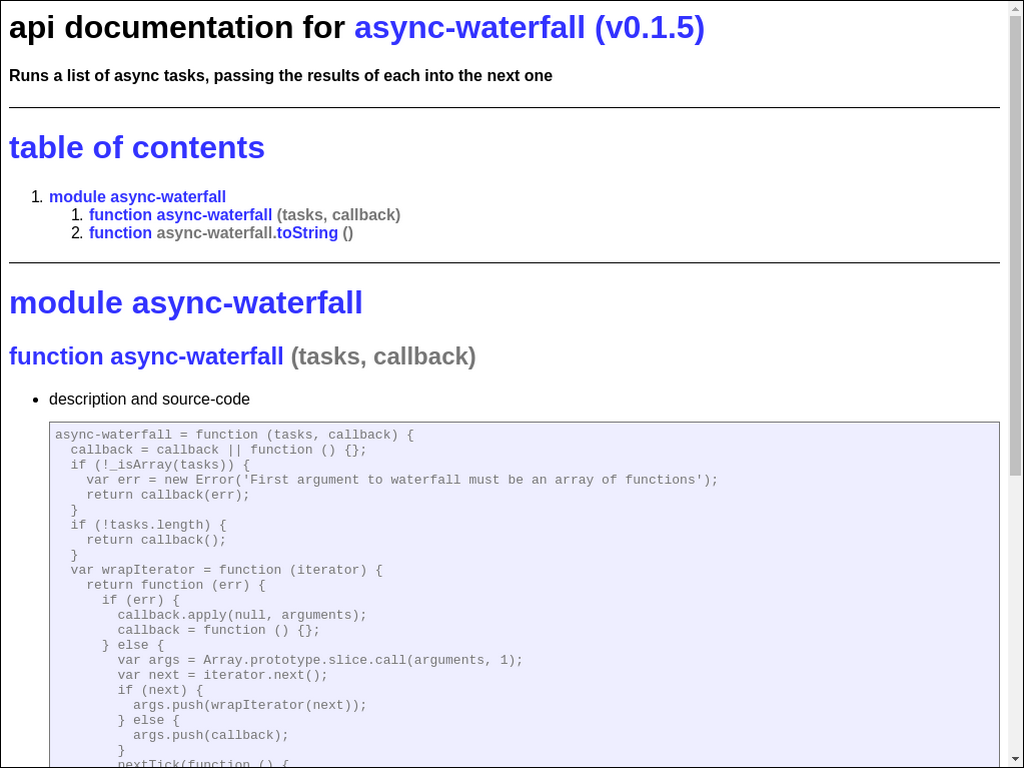 api documentation for async-waterfall (v0.1.5)
Runs a list of async tasks, passing the results of each into the next one
table of contents
1. module async-waterfall
1. function async-waterfall (tasks, callback)
2. function async-waterfall.toString ()
module async-waterfall
function async-waterfall (tasks, callback)
• description and source-code
async-waterfall = function (tasks, callback) {
  callback = callback || function () {};
  if (!_isArray(tasks)) {
    var err = new Error('First argument to waterfall must be an array of functions');
    return callback(err);
  }
  if (!tasks.length) {
    return callback();
  }
  var wrapIterator = function (iterator) {
    return function (err) {
      if (err) {
        callback.apply(null, arguments);
        callback = function () {};
      } else {
        var args = Array.prototype.slice.call(arguments, 1);
        var next = iterator.next();
        if (next) {
          args.push(wrapIterator(next));
        } else {
          args.push(callback);
        }
        nextTick(function () {